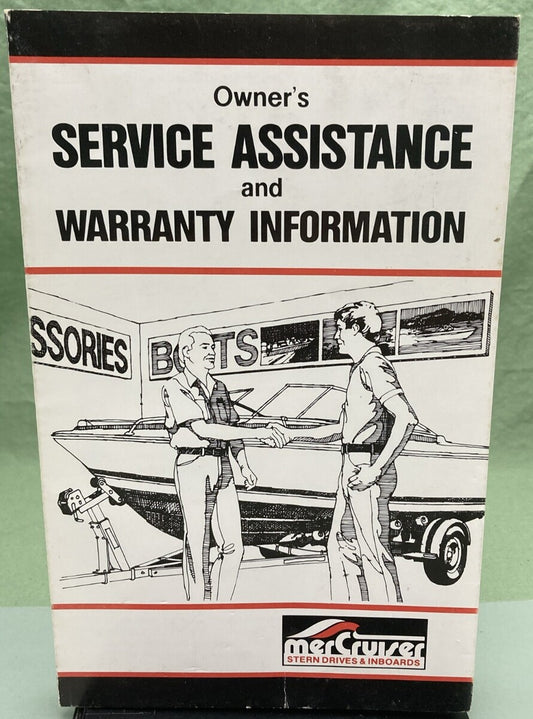 Owner's
SERVICE ASSISTANCE
and
WARRANTY INFORMATION
SSORIES
BOATS
merCruiser
STERN DRIVES & INBOARDS